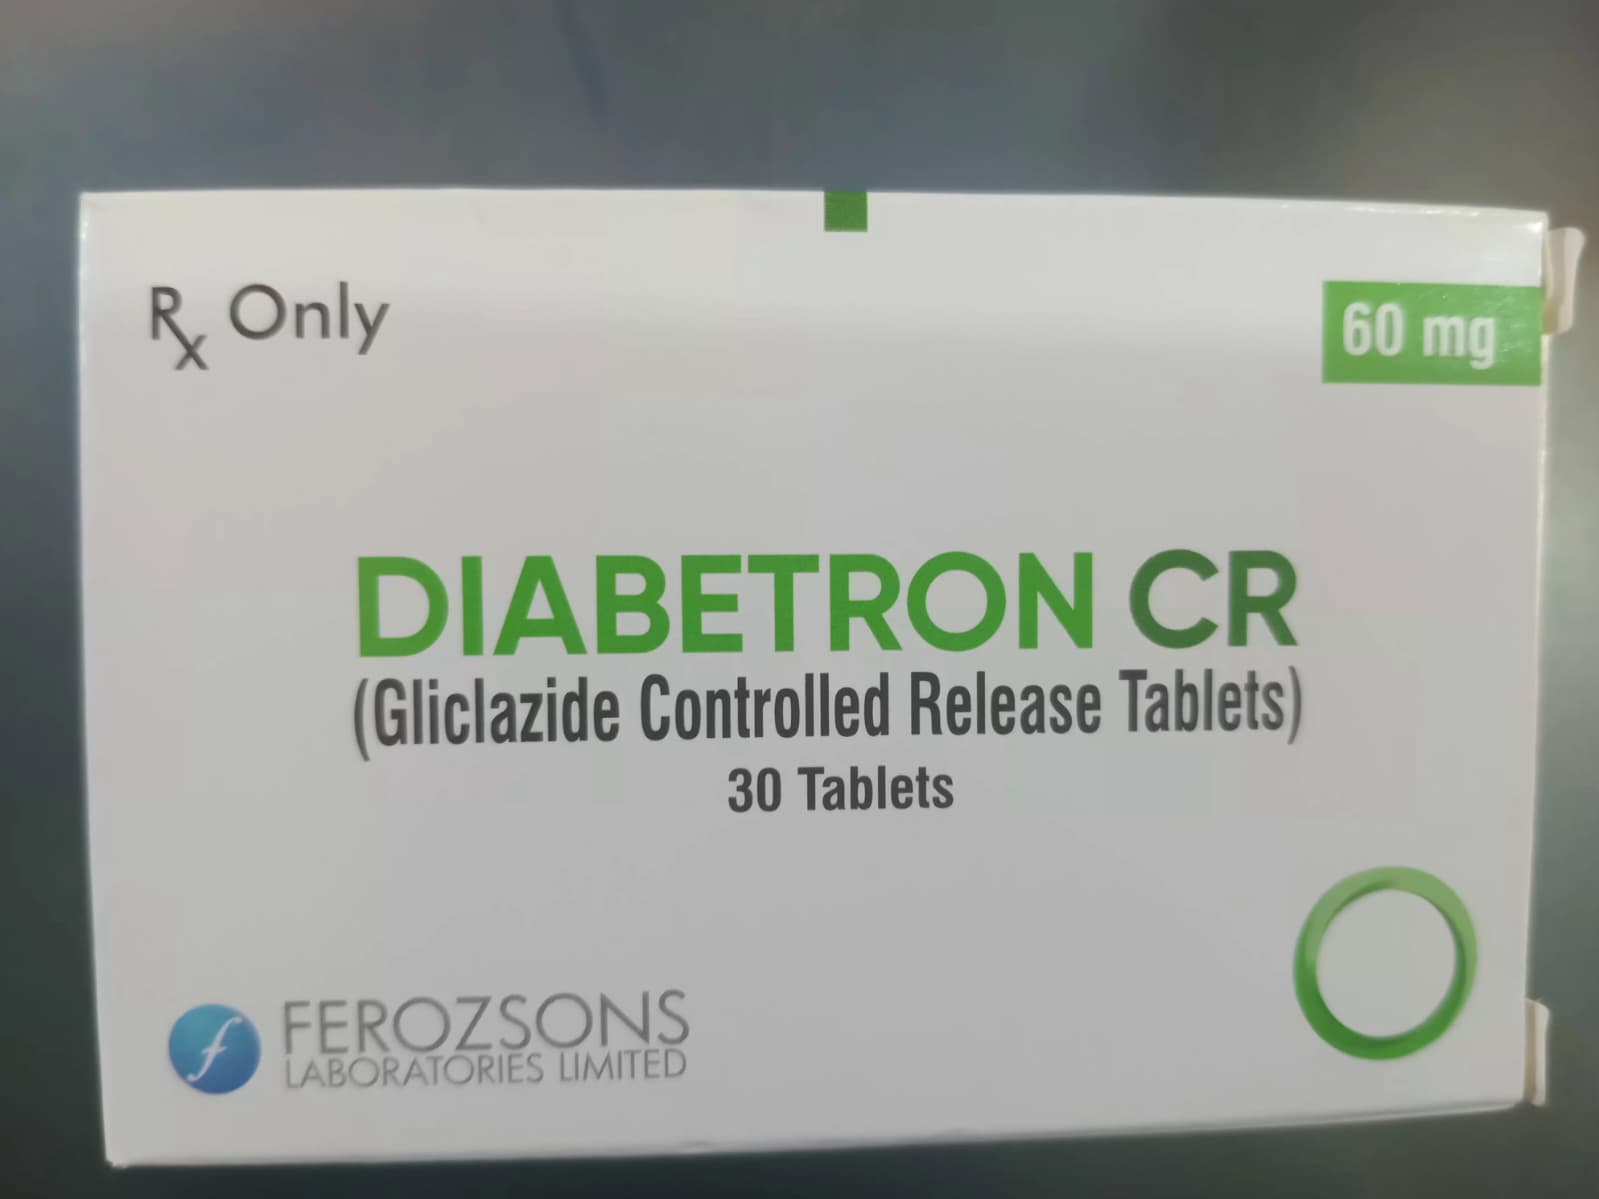 Rx Only
60 mg
DIABETRON CR
(Gliclazide Controlled Release Tablets)
30 Tablets
f FEROZSONS
LABORATORIES LIMITED